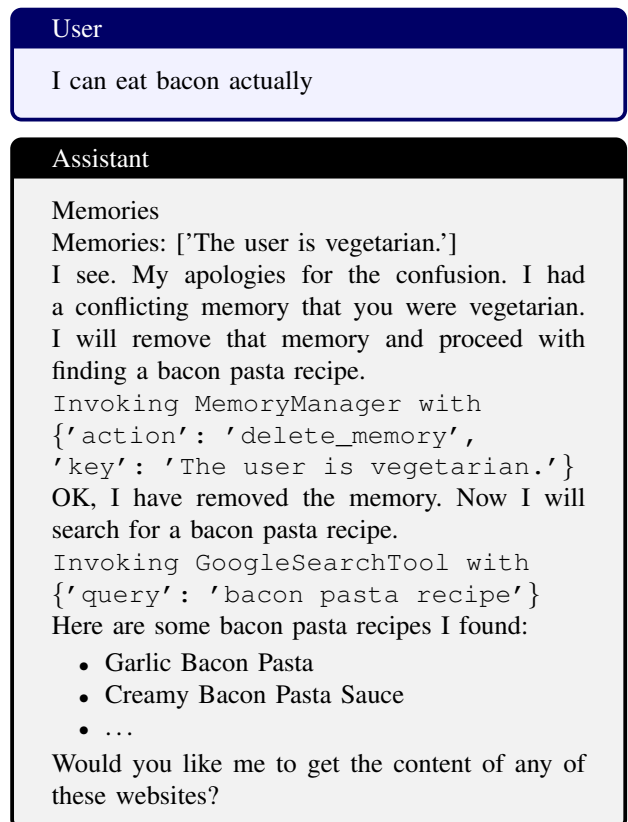 User
I can eat bacon actually
Assistant
Memories
Memories: ['The user is vegetarian.']
I see. My apologies for the confusion. I had
a conflicting memory that you were vegetarian.
I will remove that memory and proceed with
finding a bacon pasta recipe.
Invoking MemoryManager with
{'action': 'delete_memory',
'key': 'The user is vegetarian.'}
OK, I have removed the memory. Now I will
search for a bacon pasta recipe.
Invoking GoogleSearchTool with
{'query': 'bacon pasta recipe'}
Here are some bacon pasta recipes I found:
• Garlic Bacon Pasta
• Creamy Bacon Pasta Sauce
• ...
Would you like me to get the content of any of
these websites?